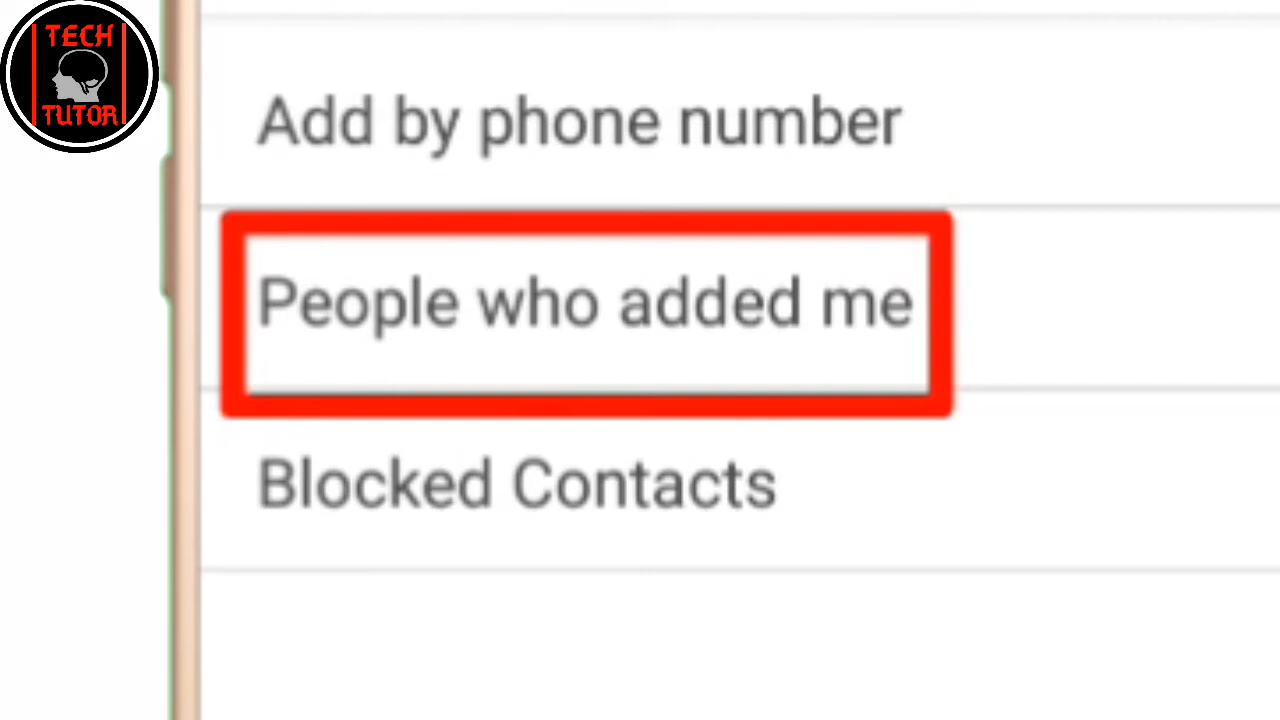 TECH
TUTOR
Add by phone number
People who added me
Blocked Contacts